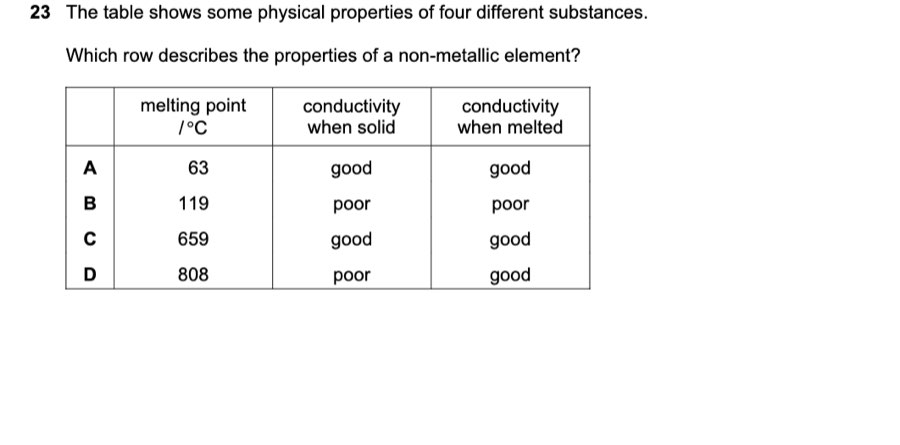 23 The table shows some physical properties of four different substances.
Which row describes the properties of a non-metallic element?
melting point /°C conductivity when solid conductivity when melted
A 63 good good
B 119 poor poor
C 659 good good
D 808 poor good